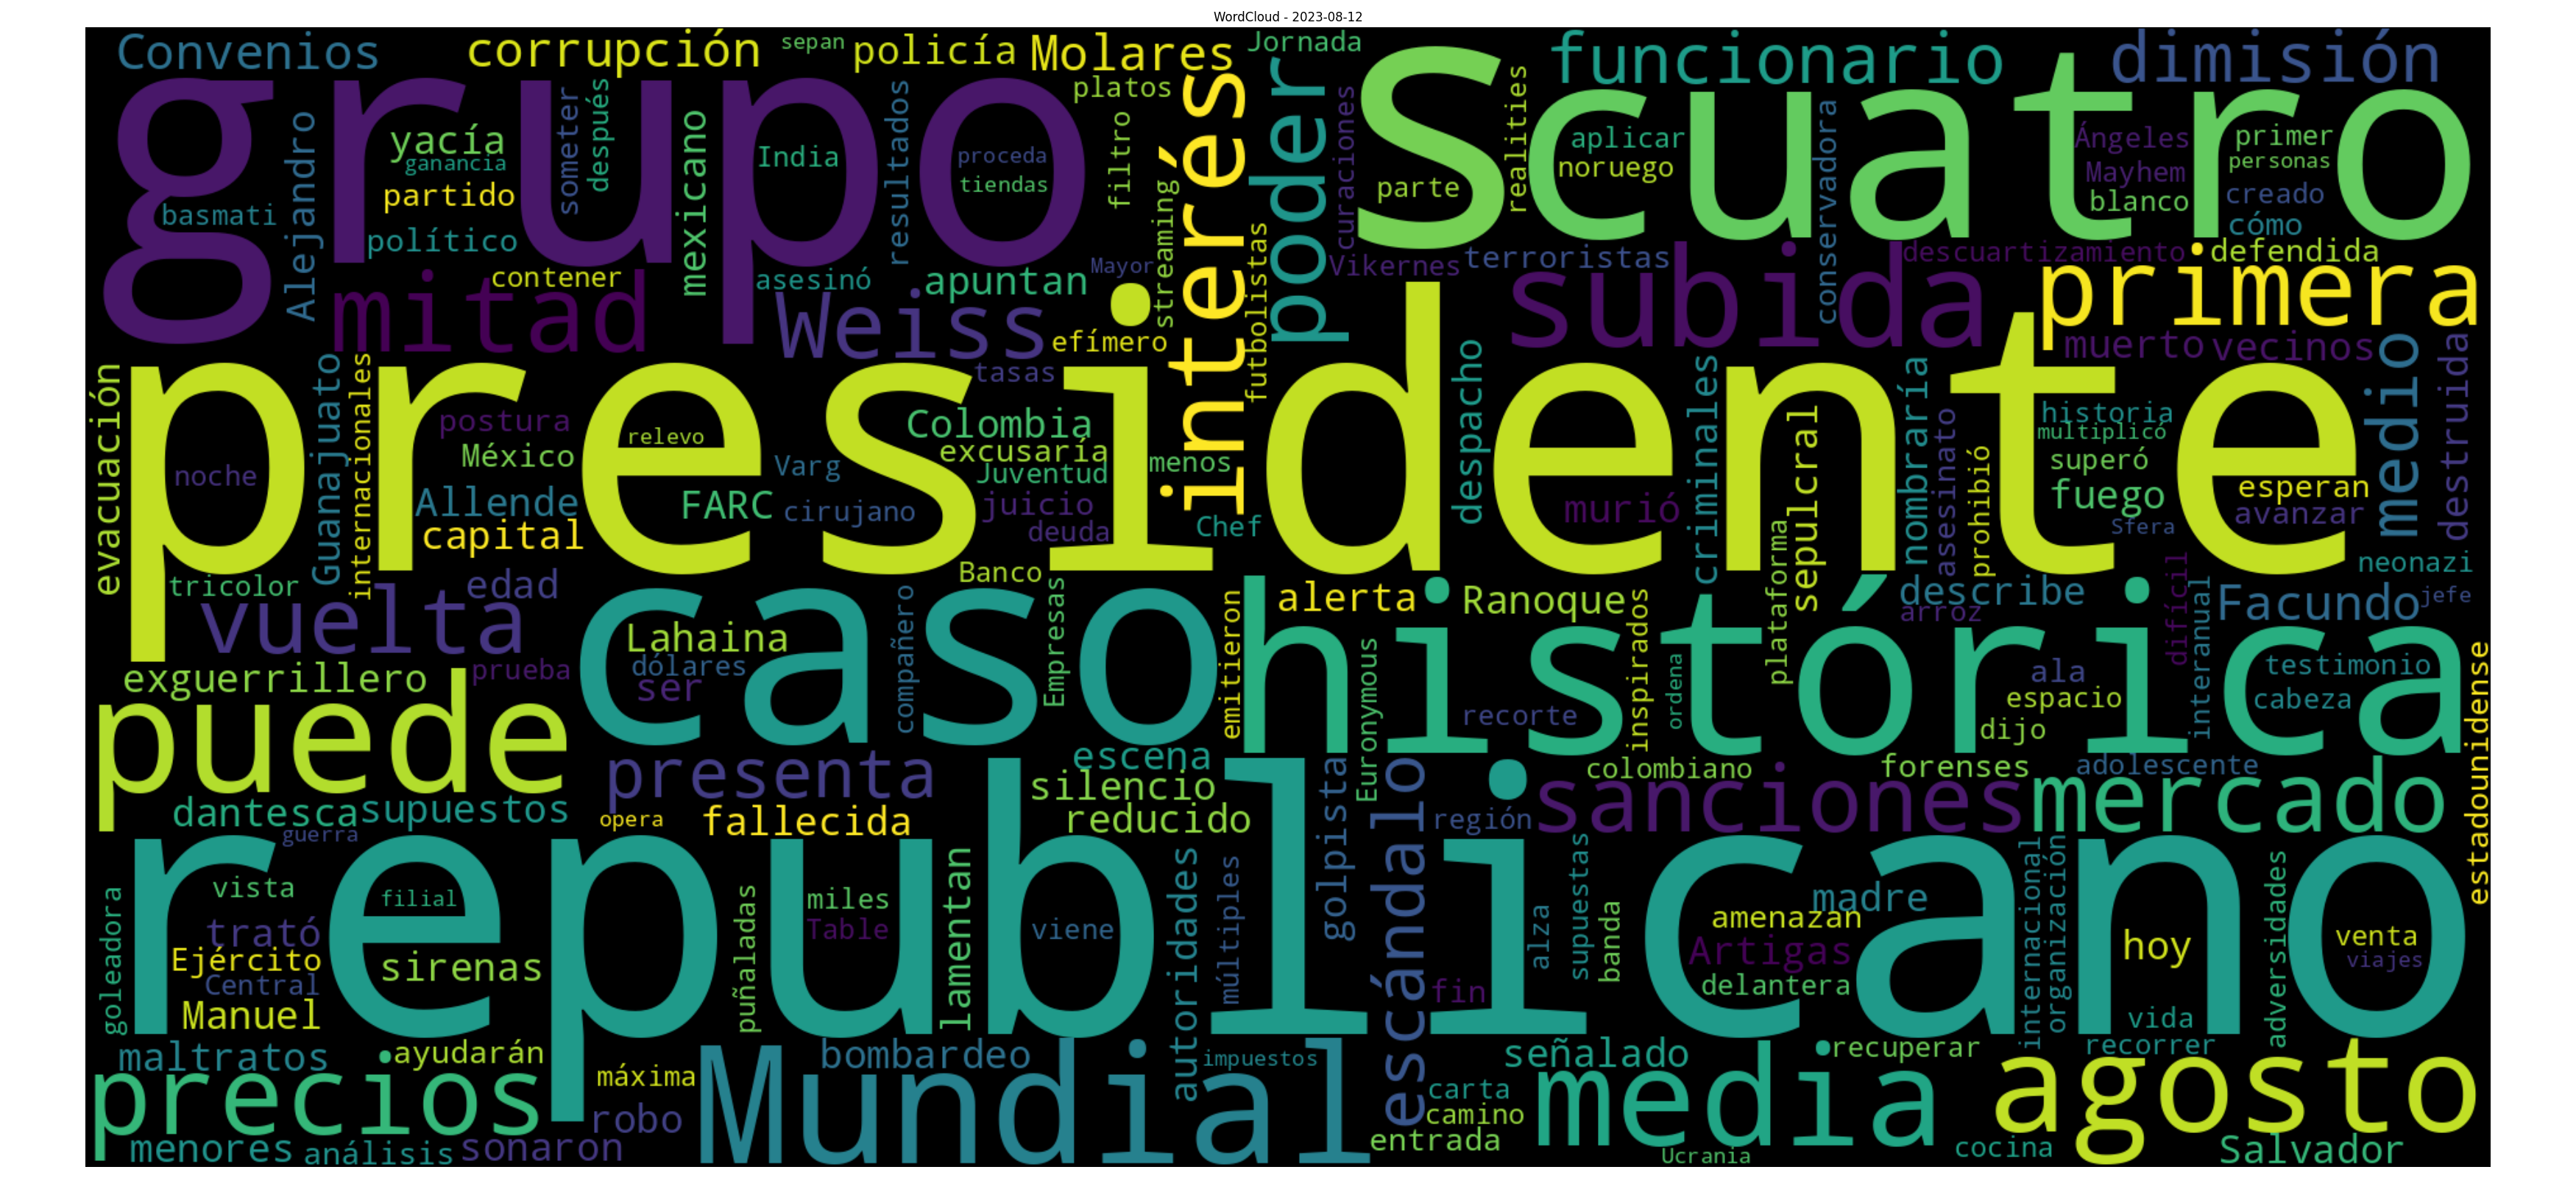 WordCloud - 2023-08-12
Convenios
corrupción
sepan
policía
Molares
Jornada
funcionario
dimisión
grupo
S
cuatro
interés
poder
platos
realities
aplicar
noruego
parte
conservadora
Ángeles
Mayhem
blanco
primer
personas
creado
cómo
yacía
ganancia
partido
político
basmati
Alejandro
someter
después
mexicano
India
resultados
proceda
tiendas
filtro
streaming
curaciones
futbolistas
Vikernes
terroristas
descuartizamiento
defendida
mitad
contener
asesinó
apuntan
Mayor
Weiss
efímero
subida
primera
muerto
vecinos
medio
destruida
presidente
evacuación
Guanajuato
internacionales
postura
México
noche
Allende
capital
tricolor
relevo
tasas
Colombia
excusaría
Juventud
menos
Varg
FARC
cirujano
juicio
deuda
Chef
despacho
murió
criminales
sepulcral
plataforma
nombraría
asesinato
prohibió
historia
multiplicó
superó
fuego
esperan
avanzar
Sfera
neonazi
vuelta
edad
Banco
caso
histórica
alerta
Ranoque
describe
arroz
difícil
Facundo
jefe
Lahaina
dólares
ser
compañero
Empresas
emitieron
Euronymous
inspirados
recorte
ordena
ala
espacio
dijo
interanual
testimonio
cabeza
estadounidense
exguerrillero
prueba
puede
presenta
escena
silencio
reducido
golpista
escándalo
colombiano
región
sanciones
forenses
adolescente
mercado
dantesca
supuestos
guerra
opera
fallecida
republicano
vista
filial
goleadora
trató
Ejército
Central
Manuel
sirenas
puñaladas
miles
Table
lamentan
viene
autoridades
múltiples
fin
alza
supuestas
banda
amenazan
madre
Artigas
delantera
internacional
organización
hoy
vida
adversidades
venta
viajes
maltratos
ayudarán
máxima
bombardeo
impuestos
señalado
recuperar
recorrer
precios
robo
Mundial
carta
camino
entrada
media
agosto
menores
análisis
sonaron
Ucrania
cocina
Salvador